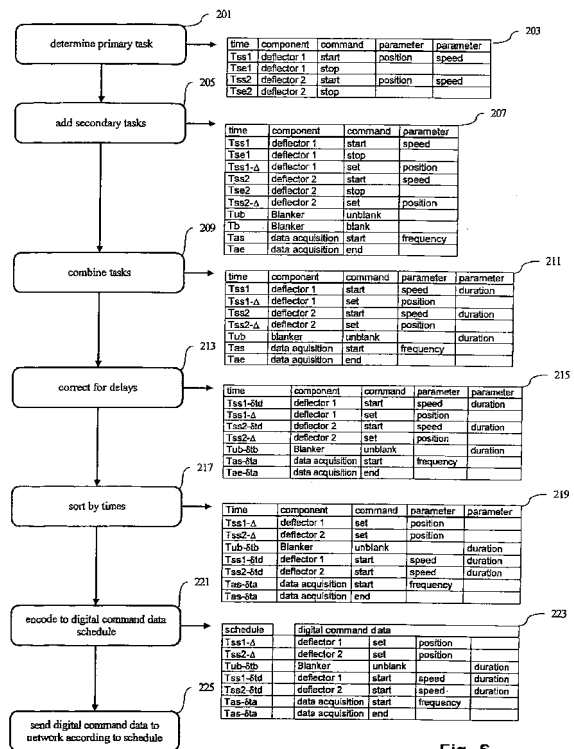 201
determine primary task
203
time component command parameter parameter
Tss1 deflector 1 start position speed
Tse1 deflector 1 stop
Tss2 deflector 2 start position speed
Tse2 deflector 2 stop
205
add secondary tasks
207
time component command parameter
Tss1 deflector 1 start speed
Tse1 deflector 1 stop
Tss1-Δ deflector 1 set position
Tss2 deflector 2 start speed
Tse2 deflector 2 stop
Tss2-Δ deflector 2 set position
Tub Blanker unblank
Tb Blanker blank
Tas data acquisition start frequency
Tae data acquisition end
209
combine tasks
211
time component command parameter parameter
Tss1 deflector 1 start speed duration
Tss1-Δ deflector 1 set position
Tss2 deflector 2 start speed duration
Tss2-Δ deflector 2 set position
Tub blanker unblank duration
Tas data aquisition start frequency
Tae data aquisition end
213
correct for delays
215
time component command parameter parameter
Tss1-δtd deflector 1 start speed duration
Tss1-Δ deflector 1 set position
Tss2-δtd deflector 2 start speed duration
Tss2-Δ deflector 2 set position
Tub-δtb Blanker unblank duration
Tas-δta data acquisition start frequency
Tae-δta data acquisition end
217
sort by times
219
Time component command parameter parameter
Tss1-Δ deflector 1 set position
Tss2-Δ deflector 2 set position
Tub-δtb Blanker unblank duration
Tss1-δtd deflector 1 start speed duration
Tss2-δtd deflector 2 start speed duration
Tas-δta data acquisition start frequency
Tas-δta data acquisition end
221
encode to digital command data
schedule
223
schedule digital command data
Tss1-Δ deflector 1 set position
Tss2-Δ deflector 2 set position
Tub-δtb Blanker unblank duration
Tss1-δtd deflector 1 start speed duration
Tss2-δtd deflector 2 start speed duration
Tas-δta data acquisition start frequency
Tas-δta data acquisition end
225
send digital command data to
network according to schedule